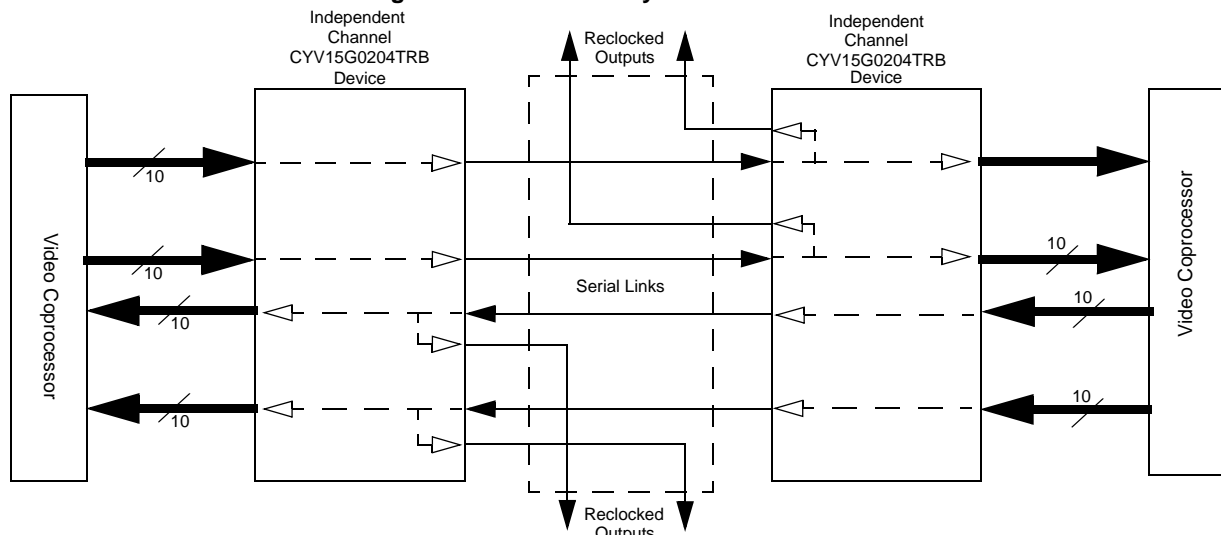 Independent
Channel
CYV15G0204TRB
Device
Reclocked
Outputs
Independent
Channel
CYV15G0204TRB
Device
Video Coprocessor
10
10
10
10
Serial Links
10
10
10
Video Coprocessor
Reclocked
Outputs